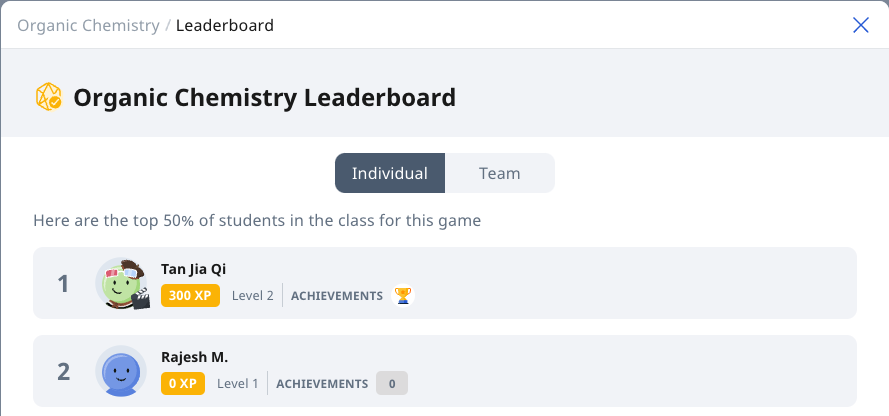 Organic Chemistry / Leaderboard
Organic Chemistry Leaderboard
Individual Team
Here are the top 50% of students in the class for this game
1
Tan Jia Qi
300 XP Level 2 ACHIEVEMENTS
2
Rajesh M.
0 XP Level 1 ACHIEVEMENTS 0